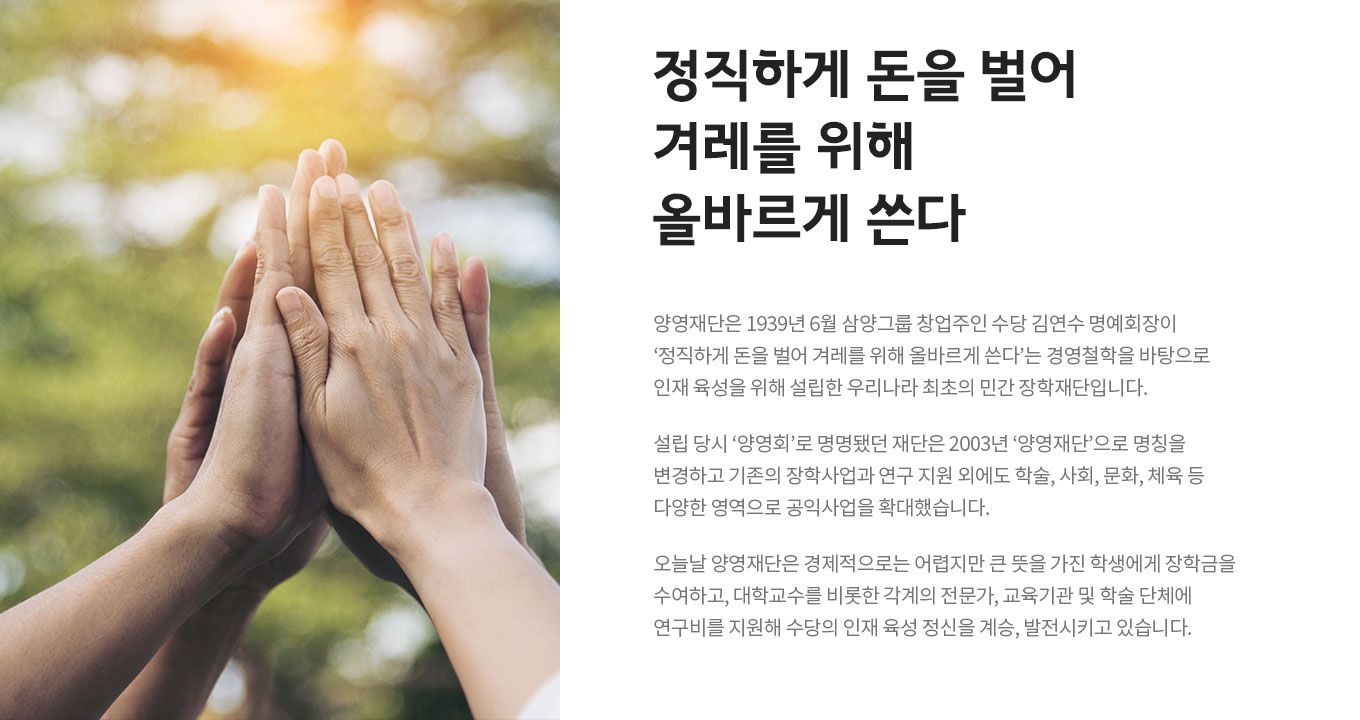 정직하게 돈을 벌어
겨레를 위해
올바르게 쓴다
양영재단은 1939년 6월 삼양그룹 창업주인 수당 김연수 명예회장이
‘정직하게 돈을 벌어 겨레를 위해 올바르게 쓴다’는 경영철학을 바탕으로
인재 육성을 위해 설립한 우리나라 최초의 민간 장학재단입니다.
설립 당시 ‘양영회’로 명명됐던 재단은 2003년 ‘양영재단’으로 명칭을
변경하고 기존의 장학사업과 연구 지원 외에도 학술, 사회, 문화, 체육 등
다양한 영역으로 공익사업을 확대했습니다.
오늘날 양영재단은 경제적으로는 어렵지만 큰 뜻을 가진 학생에게 장학금을
수여하고, 대학교수를 비롯한 각계의 전문가, 교육기관 및 학술 단체에
연구비를 지원해 수당의 인재 육성 정신을 계승, 발전시키고 있습니다.